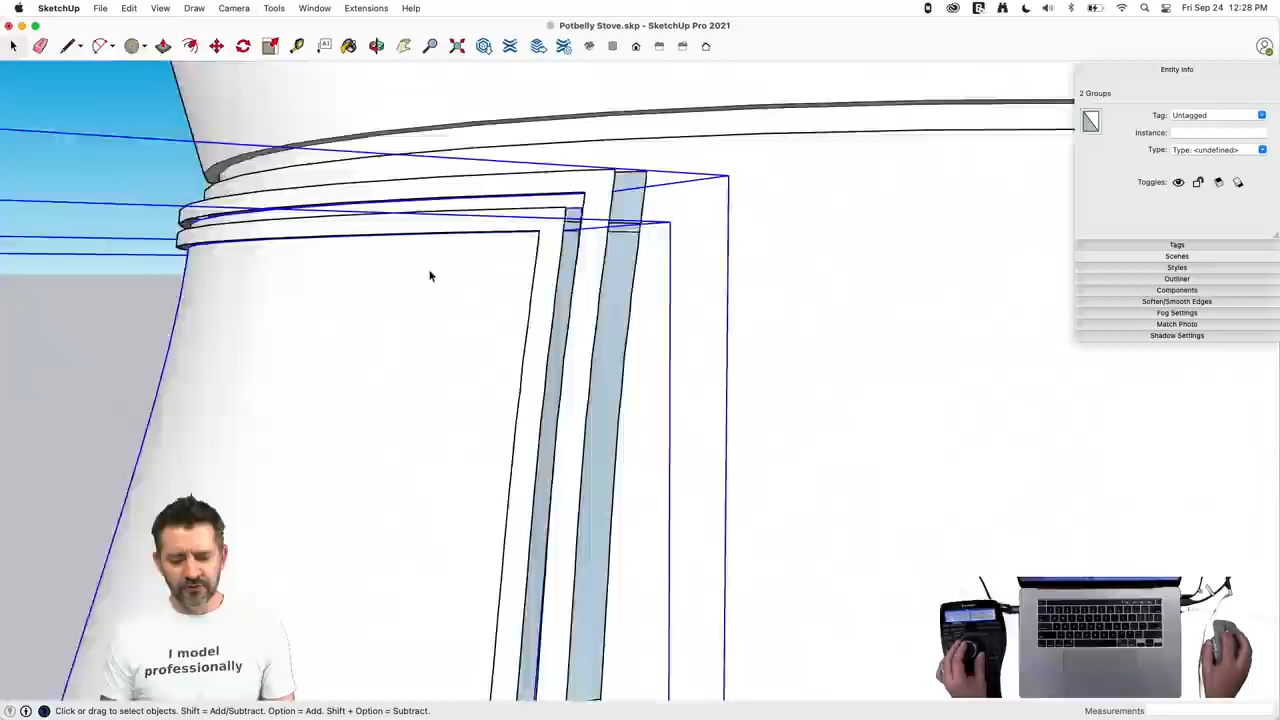 SketchUp File Edit View Draw Camera Tools Window Extensions Help Fri Sep 24 12:28 PM
Potbelly Stove.skp - SketchUp Pro 2021
Entity Info
2 Groups
Tag: Untagged
Instance:
Type: Type: <undefined>
Toggles:
Tags
Scenes
Styles
Outliner
Components
Soften/Smooth Edges
Fog Settings
Match Photo
Shadow Settings
I model
professionally
Click or drag to select objects. Shift = Add/Subtract. Option = Add. Shift + Option = Subtract. Measurements